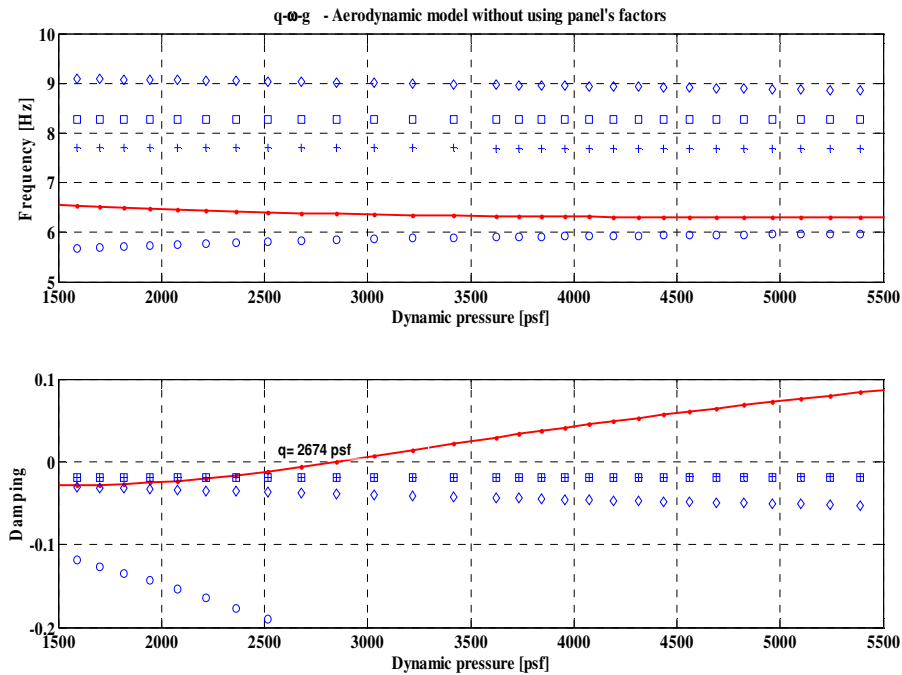 q-ω-g - Aerodynamic model without using panel's factors
10
9
8
7
6
5
Frequency [Hz]
1500 2000 2500 3000 3500 4000 4500 5000 5500
Dynamic pressure [psf]
0.1
0
-0.1
-0.2
Damping
q= 2674 psf
1500 2000 2500 3000 3500 4000 4500 5000 5500
Dynamic pressure [psf]